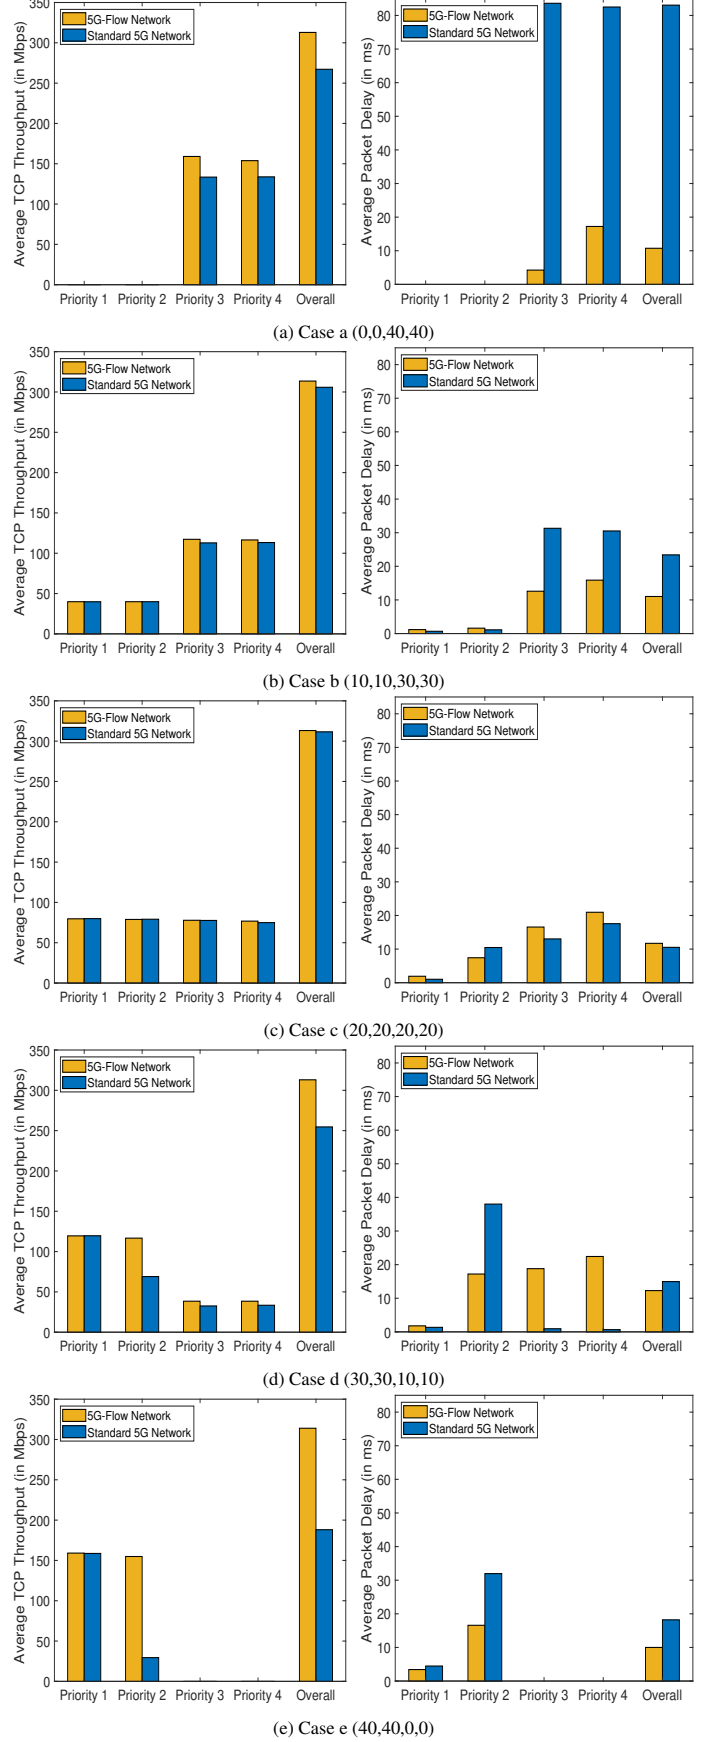 350
300
250
200
150
100
50
0
Average TCP Throughput (in Mbps)
5G-Flow Network
Standard 5G Network
Priority 1 Priority 2 Priority 3 Priority 4 Overall
80
70
60
50
40
30
20
10
0
Average Packet Delay (in ms)
5G-Flow Network
Standard 5G Network
Priority 1 Priority 2 Priority 3 Priority 4 Overall
(a) Case a (0,0,40,40)
350
300
250
200
150
100
50
0
Average TCP Throughput (in Mbps)
5G-Flow Network
Standard 5G Network
Priority 1 Priority 2 Priority 3 Priority 4 Overall
80
70
60
50
40
30
20
10
0
Average Packet Delay (in ms)
5G-Flow Network
Standard 5G Network
Priority 1 Priority 2 Priority 3 Priority 4 Overall
(b) Case b (10,10,30,30)
350
300
250
200
150
100
50
0
Average TCP Throughput (in Mbps)
5G-Flow Network
Standard 5G Network
Priority 1 Priority 2 Priority 3 Priority 4 Overall
80
70
60
50
40
30
20
10
0
Average Packet Delay (in ms)
5G-Flow Network
Standard 5G Network
Priority 1 Priority 2 Priority 3 Priority 4 Overall
(c) Case c (20,20,20,20)
350
300
250
200
150
100
50
0
Average TCP Throughput (in Mbps)
5G-Flow Network
Standard 5G Network
Priority 1 Priority 2 Priority 3 Priority 4 Overall
80
70
60
50
40
30
20
10
0
Average Packet Delay (in ms)
5G-Flow Network
Standard 5G Network
Priority 1 Priority 2 Priority 3 Priority 4 Overall
(d) Case d (30,30,10,10)
350
300
250
200
150
100
50
0
Average TCP Throughput (in Mbps)
5G-Flow Network
Standard 5G Network
Priority 1 Priority 2 Priority 3 Priority 4 Overall
80
70
60
50
40
30
20
10
0
Average Packet Delay (in ms)
5G-Flow Network
Standard 5G Network
Priority 1 Priority 2 Priority 3 Priority 4 Overall
(e) Case e (40,40,0,0)